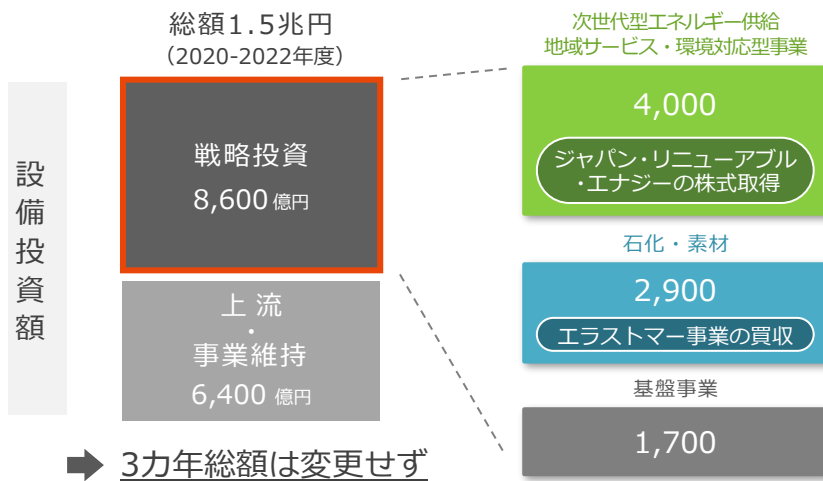 総額1.5兆円
（2020-2022年度）
設備投資額
戦略投資
8,600 億円
上流
・
事業維持
6,400 億円
➡ 3カ年総額は変更せず
次世代型エネルギー供給
地域サービス・環境対応型事業
4,000
ジャパン・リニューアブル
・エナジーの株式取得
石化・素材
2,900
エラストマー事業の買収
基盤事業
1,700